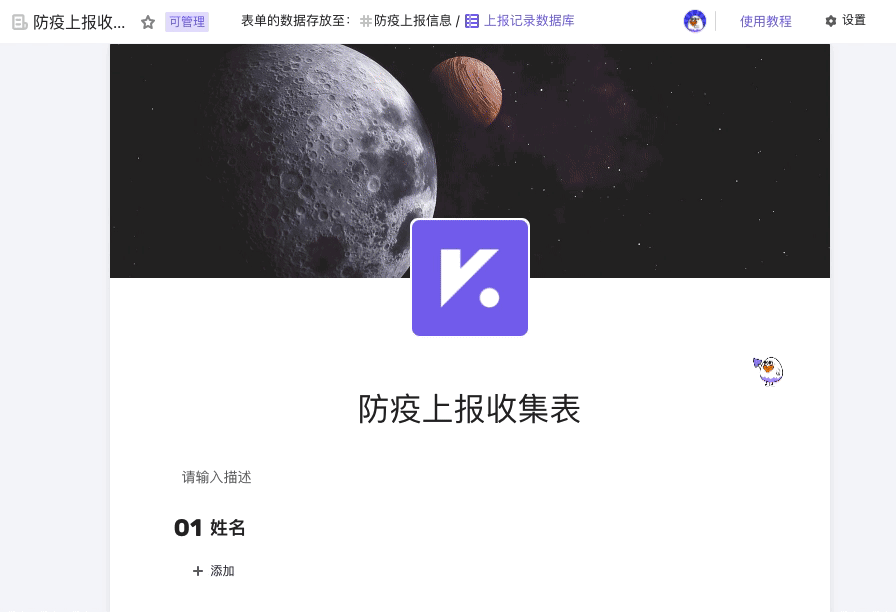 防疫上报收... 可管理 表单的数据存放至： 防疫上报信息 / 上报记录数据库 使用教程 设置
防疫上报收集表
请输入描述
01 姓名
+ 添加